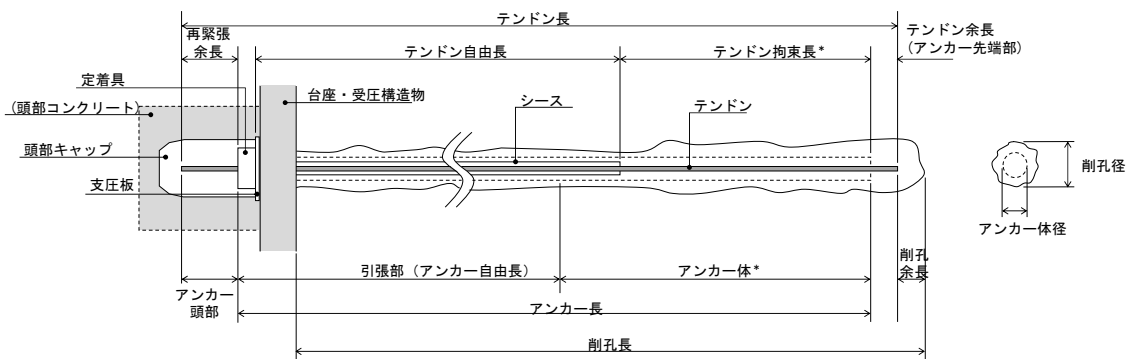 テンドン長
再緊張
余長
テンドン自由長
テンドン拘束長*
テンドン余長
(アンカー先端部)
定着具
台座・受圧構造物
シース
テンドン
(頭部コンクリート)
頭部キャップ
支圧板
削孔径
アンカー体径
引張部（アンカー自由長）
アンカー体*
削孔
余長
アンカー
頭部
アンカー長
削孔長